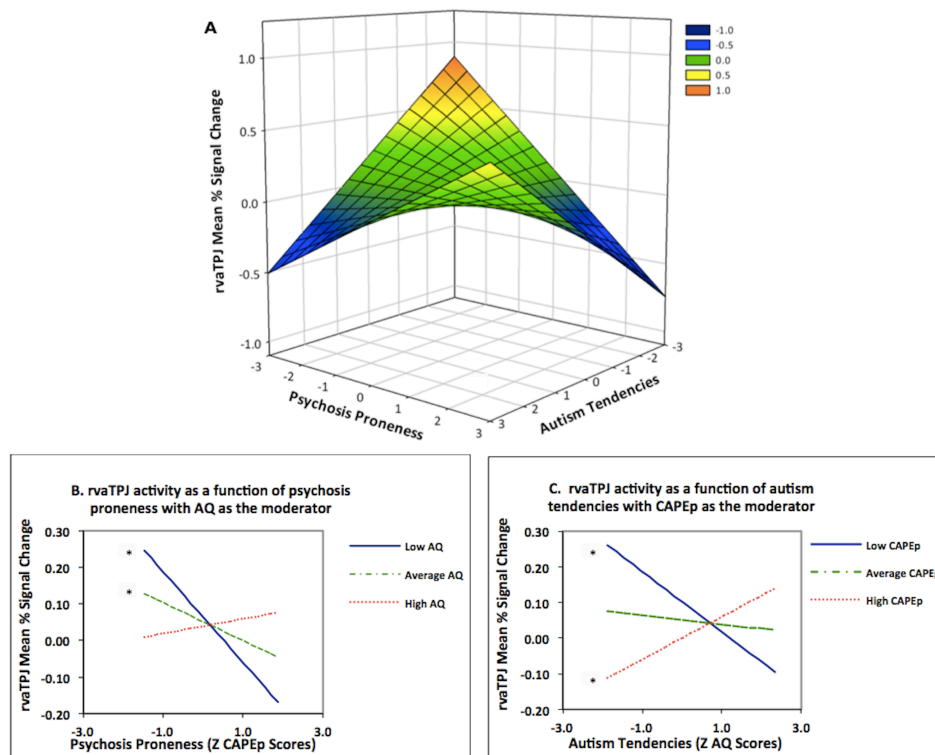 A
-1.0
-0.5
0.0
0.5
1.0
rvaTPJ Mean % Signal Change
1.0
0.5
0.0
-0.5
-1.0
-3
-2
-1
0
1
2
3
Psychosis Proneness
3
2
1
0
-1
-2
-3
Autism Tendencies
B. rvaTPJ activity as a function of psychosis
proneness with AQ as the moderator
rvaTPJ Mean % Signal Change
0.30
0.20
0.10
0.00
-0.10
-0.20
*
*
-3.0
-1.0
1.0
3.0
Psychosis Proneness (Z CAPEp Scores)
Low AQ
Average AQ
High AQ
C. rvaTPJ activity as a function of autism
tendencies with CAPEp as the moderator
rvaTPJ Mean % Signal Change
0.30
0.20
0.10
0.00
-0.10
-0.20
*
*
-3.0
-1.0
1.0
3.0
Autism Tendencies (Z AQ Scores)
Low CAPEp
Average CAPEp
High CAPEp